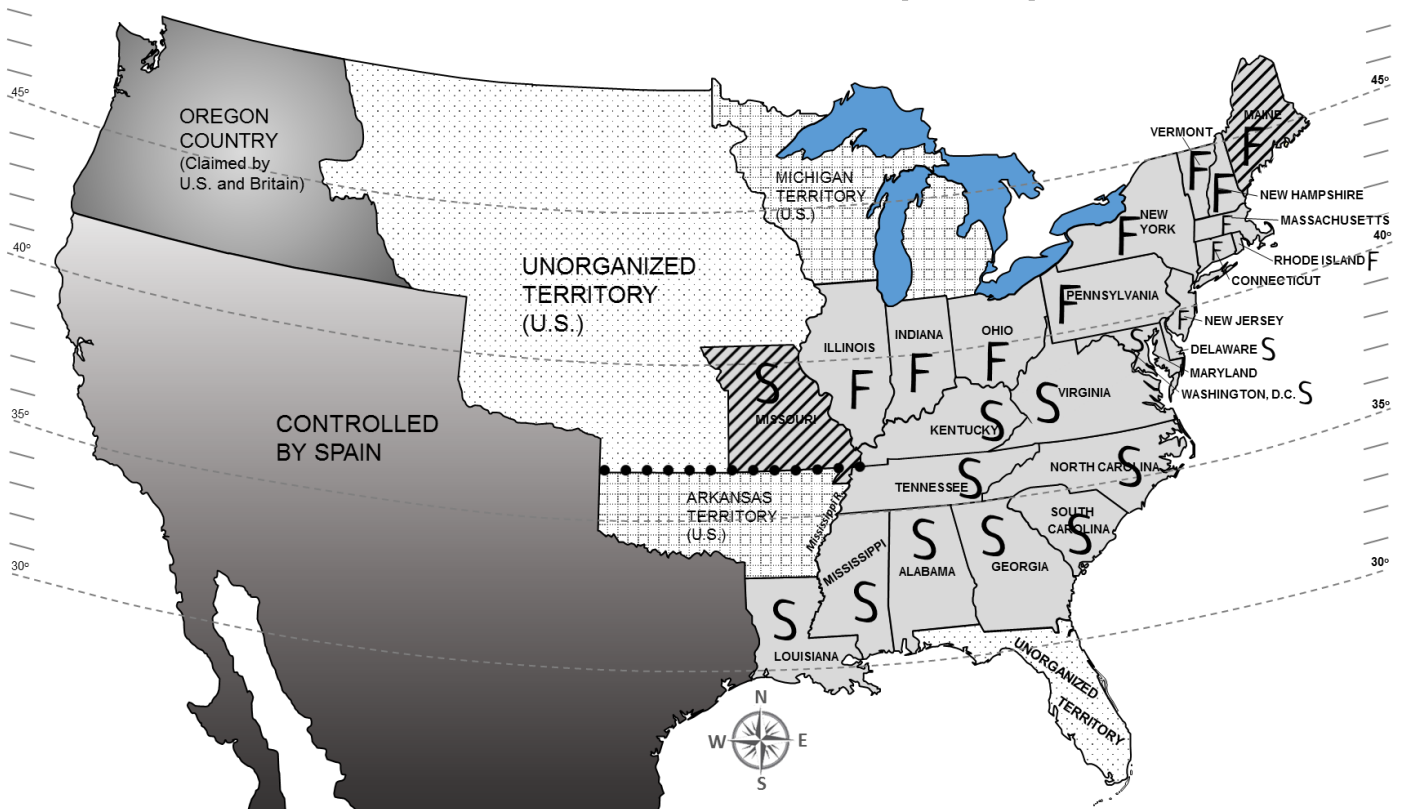 45°
40°
35°
30°
OREGON
COUNTRY
(Claimed by
U.S. and Britain)
UNORGANIZED
TERRITORY
(U.S.)
CONTROLLED
BY SPAIN
MICHIGAN
TERRITORY
(U.S.)
S
MISSOURI
ARKANSAS
TERRITORY
(U.S.)
Mississippi R.
ILLINOIS
F
INDIANA
F
OHIO
F
KENTUCKY S
TENNESSEE S
MISSISSIPPI
S
S
ALABAMA
S
GEORGIA
S
LOUISIANA
SOUTH
CAROLINA
S
NORTH CAROLINA
S
S VIRGINIA
F PENNSYLVANIA
NEW
YORK
F
VERMONT
F
MAINE
F
F
NEW HAMPSHIRE
F
MASSACHUSETTS
RHODE ISLAND F
F
CONNECTICUT
F
NEW JERSEY
DELAWARE S
S
MARYLAND
WASHINGTON, D.C. S
UNORGANIZED
TERRITORY
45°
40°
35°
30°
N
W E
S